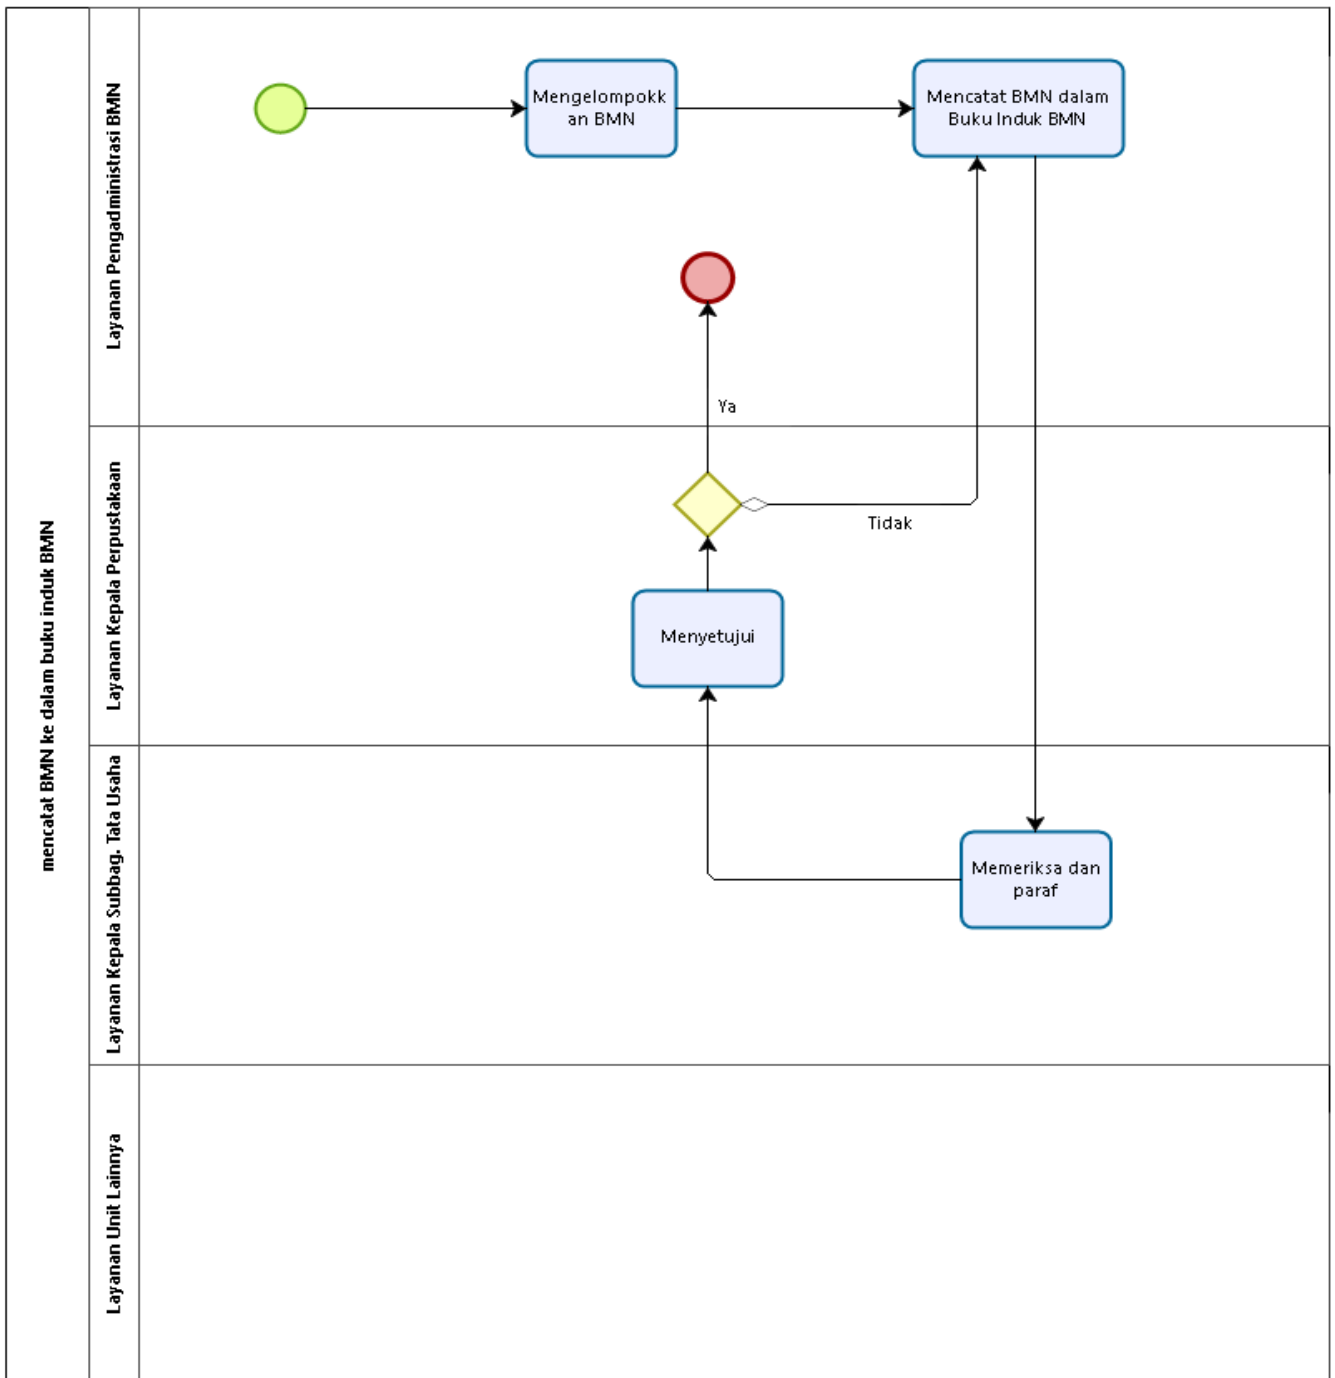 mencatat BMN ke dalam buku induk BMN
Layanan Pengadministrasi BMN
Mengelompokk
an BMN
Mencatat BMN dalam
Buku Induk BMN
Ya
Layanan Kepala Perpustakaan
Tidak
Menyetujui
Layanan Kepala Subbag. Tata Usaha
Memeriksa dan
paraf
Layanan Unit Lainnya